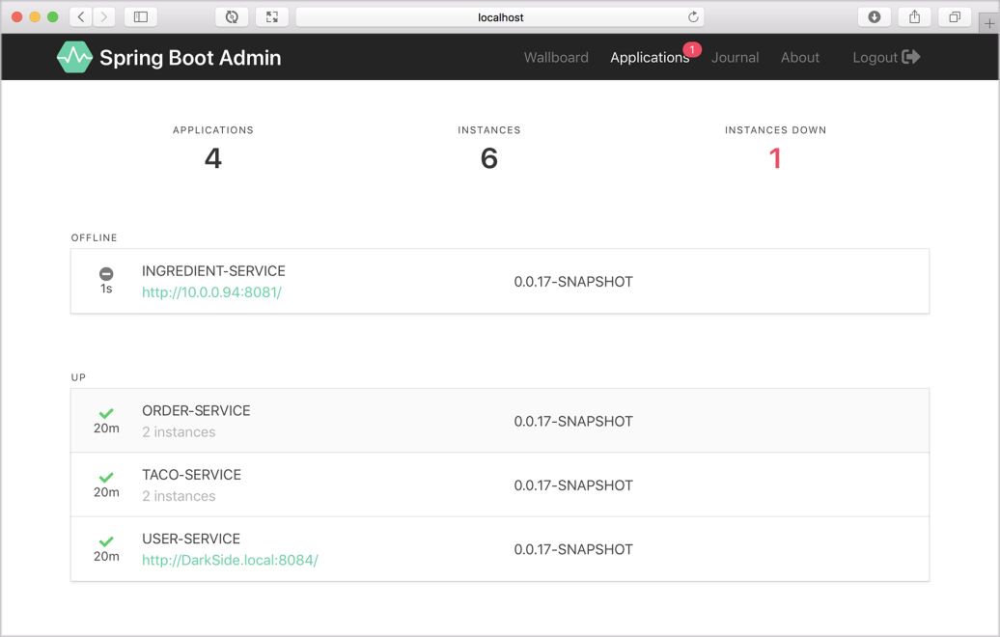 localhost
Spring Boot Admin
Wallboard Applications 1 Journal About Logout
APPLICATIONS INSTANCES INSTANCES DOWN
4 6 1
OFFLINE
INGREDIENT-SERVICE
1s http://10.0.0.94:8081/ 0.0.17-SNAPSHOT
UP
ORDER-SERVICE
20m 2 instances 0.0.17-SNAPSHOT
TACO-SERVICE
20m 2 instances 0.0.17-SNAPSHOT
USER-SERVICE
20m http://DarkSide.local:8084/ 0.0.17-SNAPSHOT